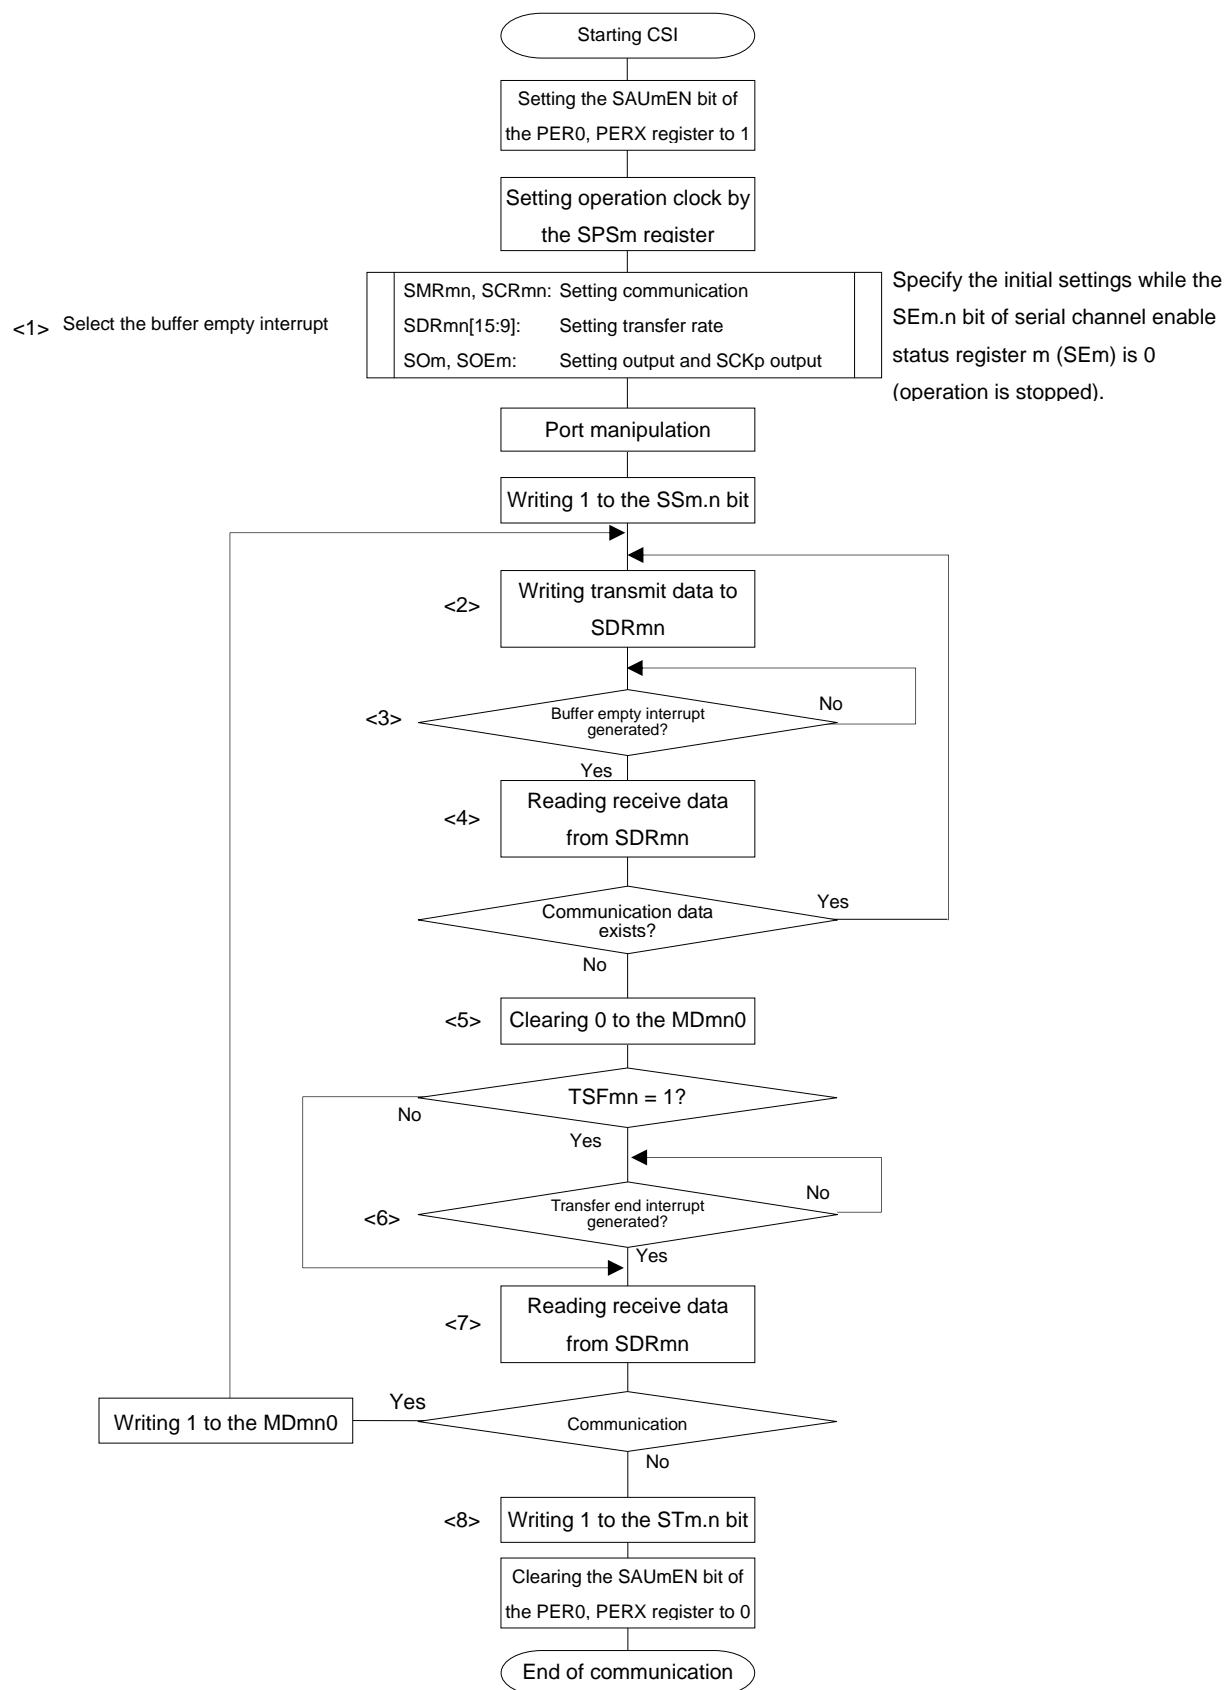 Starting CSI
Setting the SAUmEN bit of
the PER0, PERX register to 1
Setting operation clock by
the SPSm register
<1> Select the buffer empty interrupt
SMRmn, SCRmn: Setting communication
SDRmn[15:9]: Setting transfer rate
SOm, SOEm: Setting output and SCKp output
Specify the initial settings while the
SEm.n bit of serial channel enable
status register m (SEm) is 0
(operation is stopped).
Port manipulation
Writing 1 to the SSm.n bit
<2>
Writing transmit data to
SDRmn
<3>
Buffer empty interrupt
generated?
No
Yes
<4>
Reading receive data
from SDRmn
Communication data
exists?
Yes
No
<5> Clearing 0 to the MDmn0
TSFmn = 1?
No
Yes
<6>
Transfer end interrupt
generated?
No
Yes
<7>
Reading receive data
from SDRmn
Writing 1 to the MDmn0
Yes
Communication
No
<8> Writing 1 to the STm.n bit
Clearing the SAUmEN bit of
the PER0, PERX register to 0
End of communication